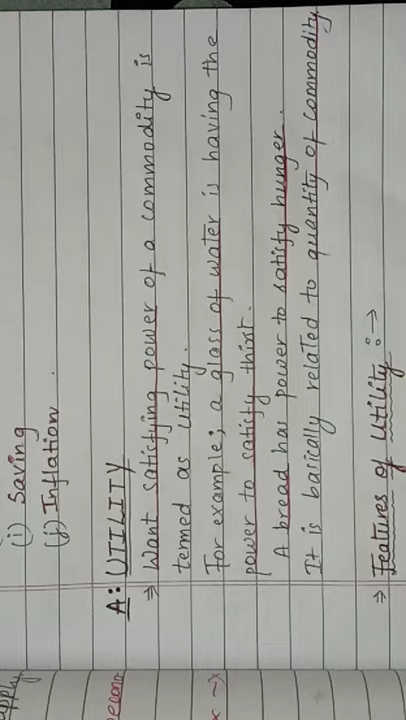 (i) Saving
(j) Inflation.
A: UTILITY
⇒ Want satisfying power of a commodity is
termed as utility.
For example; a glass of water is having the
power to satisfy thirst.
A bread has power to satisfy hunger.
It is basically related to quantity of commodity
⇒ Features of Utility :→